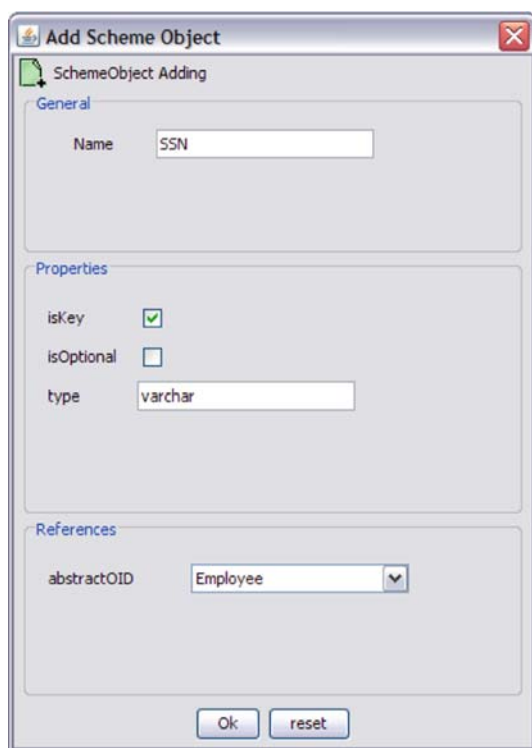 Add Scheme Object
SchemeObject Adding
General
Name SSN
Properties
isKey
isOptional
type varchar
References
abstractOID Employee
Ok reset